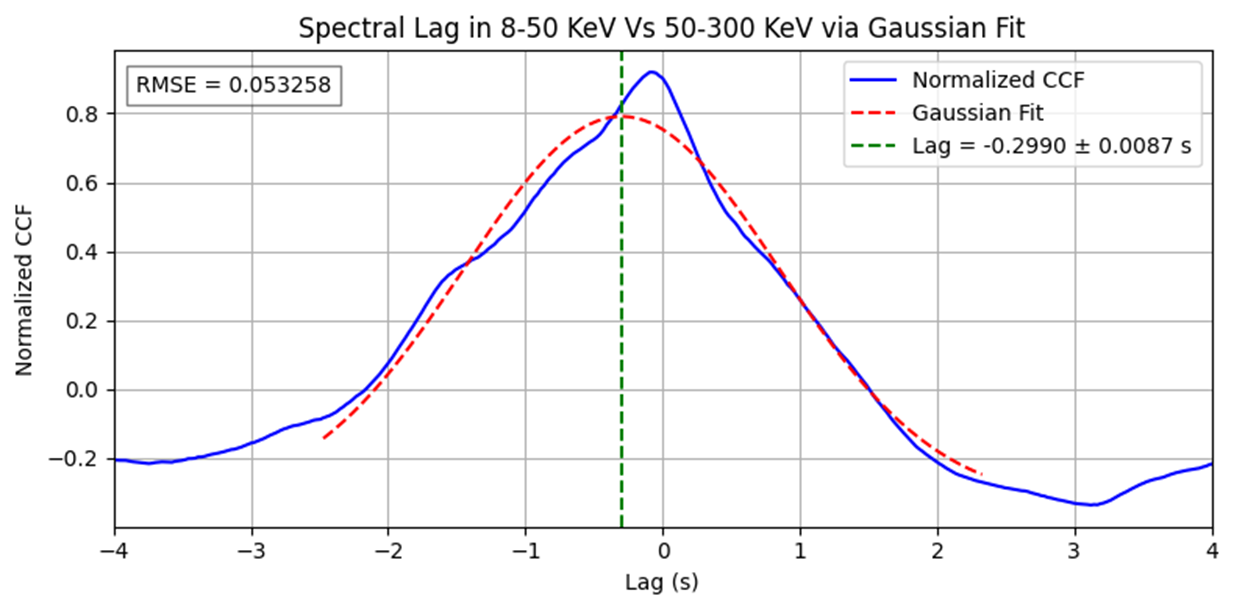 Spectral Lag in 8-50 KeV Vs 50-300 KeV via Gaussian Fit
RMSE = 0.053258
Normalized CCF
Gaussian Fit
Lag = -0.2990 ± 0.0087 s
Normalized CCF
0.8
0.6
0.4
0.2
0.0
−0.2
−4 −3 −2 −1 0 1 2 3 4
Lag (s)